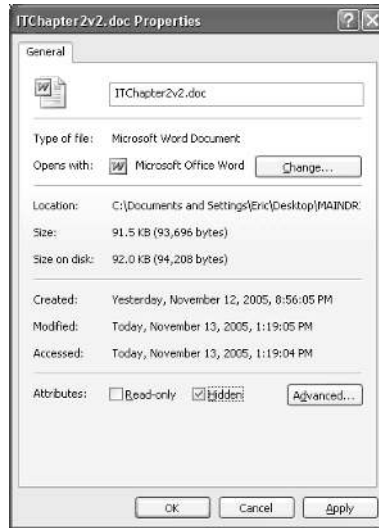 ITChapter2v2.doc Properties
General
ITChapter2v2.doc
Type of file: Microsoft Word Document
Opens with: Microsoft Office Word Change...
Location: C:\Documents and Settings\Eric\Desktop\MAINDR
Size: 91.5 KB (93,696 bytes)
Size on disk: 92.0 KB (94,208 bytes)
Created: Yesterday, November 12, 2005, 8:56:05 PM
Modified: Today, November 13, 2005, 1:19:05 PM
Accessed: Today, November 13, 2005, 1:19:04 PM
Attributes: Read-only Hidden Advanced...
OK Cancel Apply